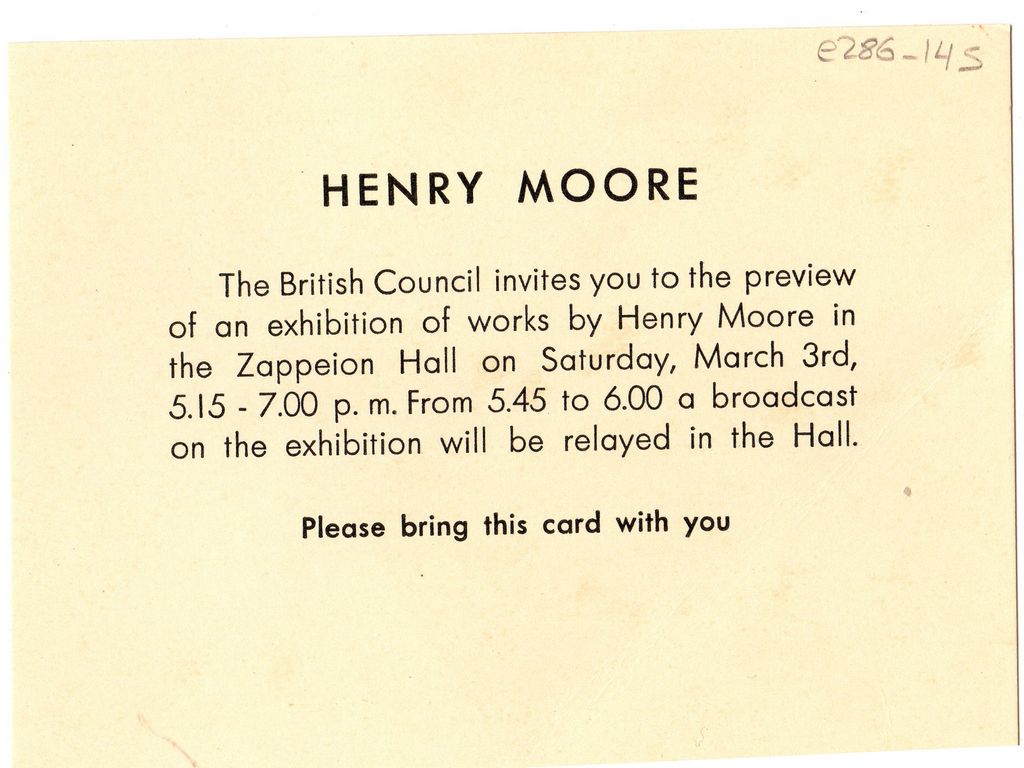 e286-14s
HENRY MOORE
The British Council invites you to the preview
of an exhibition of works by Henry Moore in
the Zappeion Hall on Saturday, March 3rd,
5.15 - 7.00 p. m. From 5.45 to 6.00 a broadcast
on the exhibition will be relayed in the Hall.
Please bring this card with you